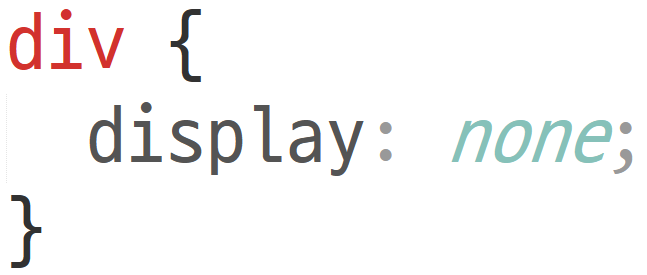 div {
  display: none;
}